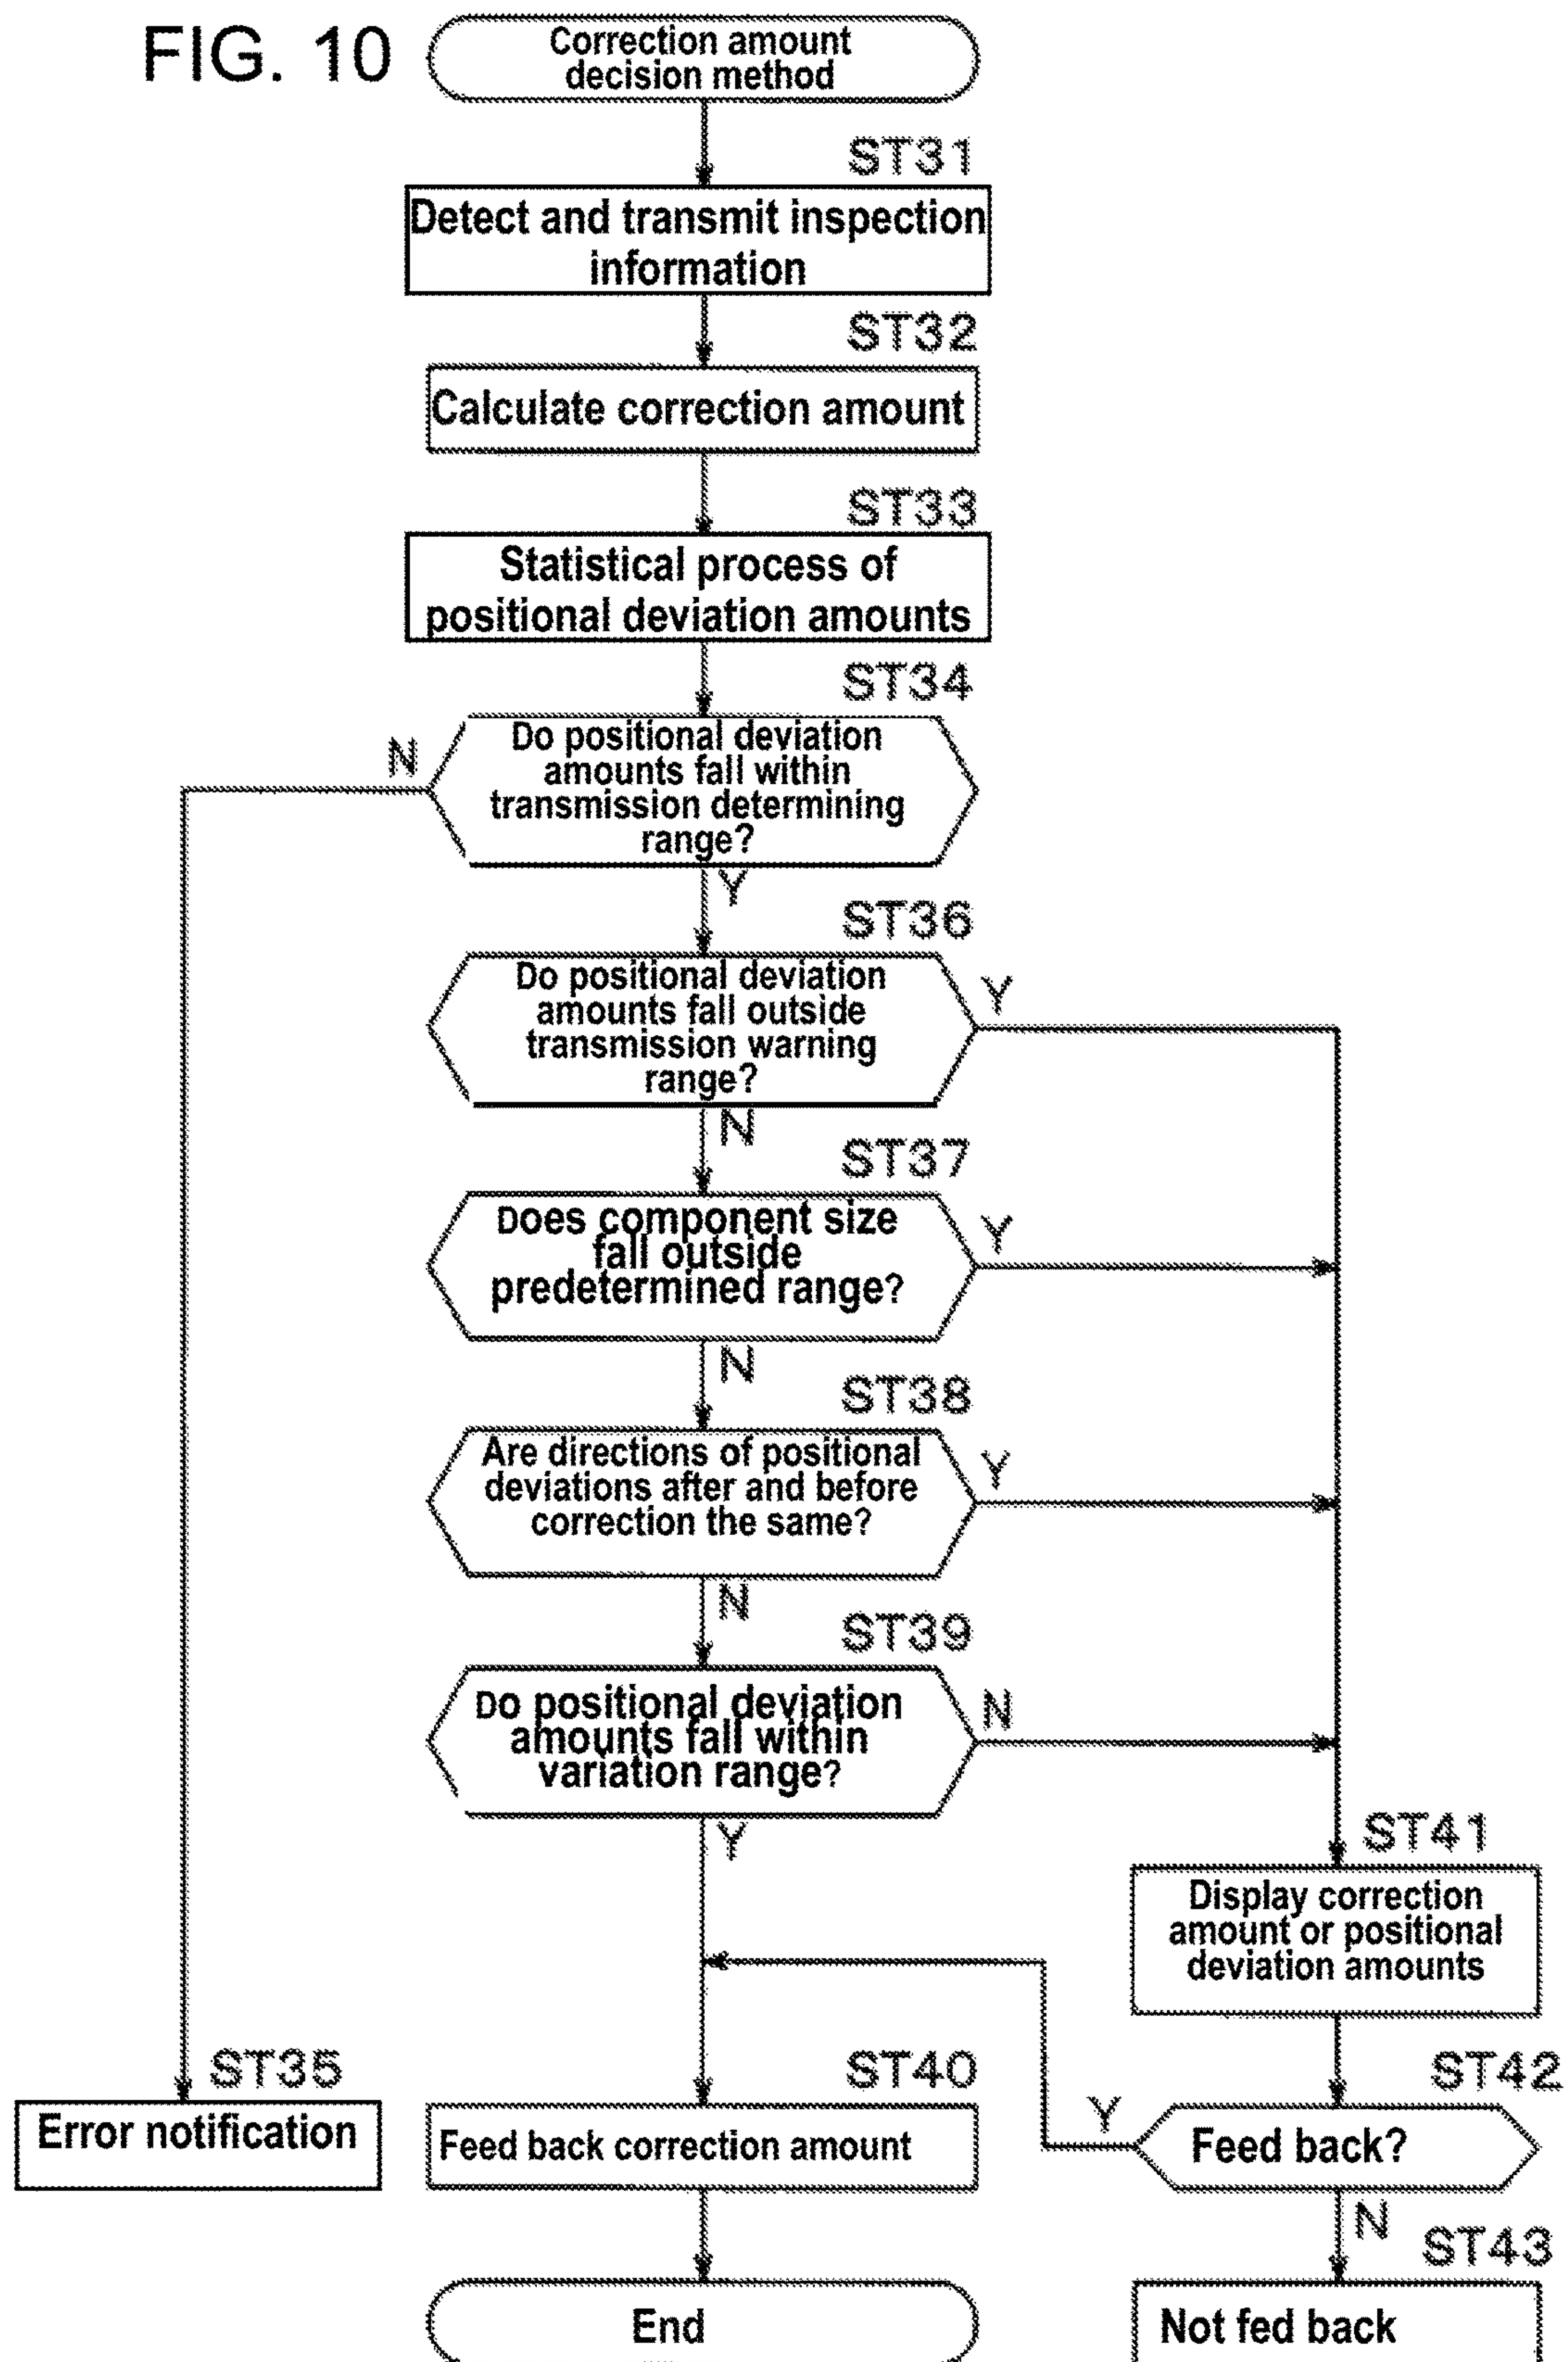 FIG. 10
Correction amount
decision method
ST31
Detect and transmit inspection
information
ST32
Calculate correction amount
ST33
Statistical process of
positional deviation amounts
ST34
Do positional deviation
amounts fall within
transmission determining
range?
N
Y
ST36
Do positional deviation
amounts fall outside
transmission warning
range?
Y
N
ST37
Does component size
fall outside
predetermined range?
Y
N
ST38
Are directions of positional
deviations after and before
correction the same?
Y
N
ST39
Do positional deviation
amounts fall within
variation range?
N
Y
ST41
Display correction
amount or positional
deviation amounts
ST35
Error notification
ST40
Feed back correction amount
ST42
Feed back?
Y
N
ST43
Not fed back
End